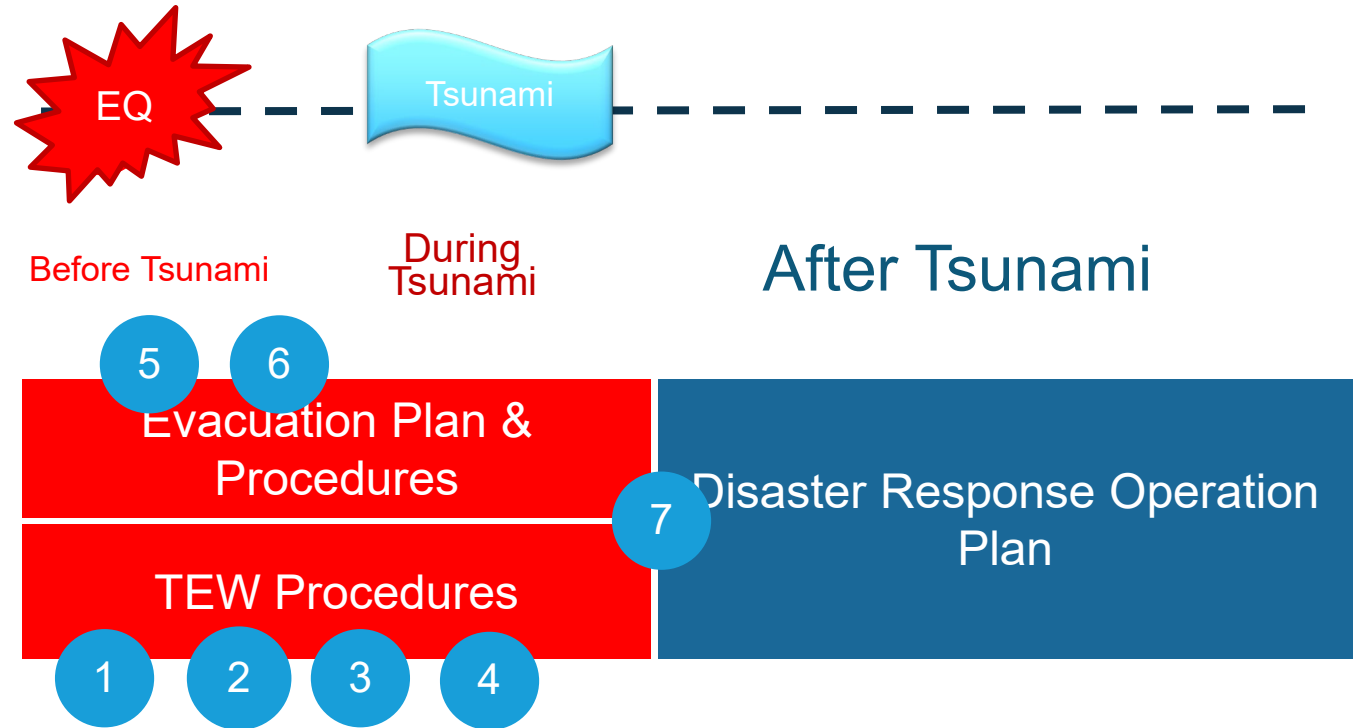 EQ
Tsunami
Before Tsunami
During
Tsunami
After Tsunami
5
6
Evacuation Plan &
Procedures
7
Disaster Response Operation
Plan
TEW Procedures
1
2
3
4